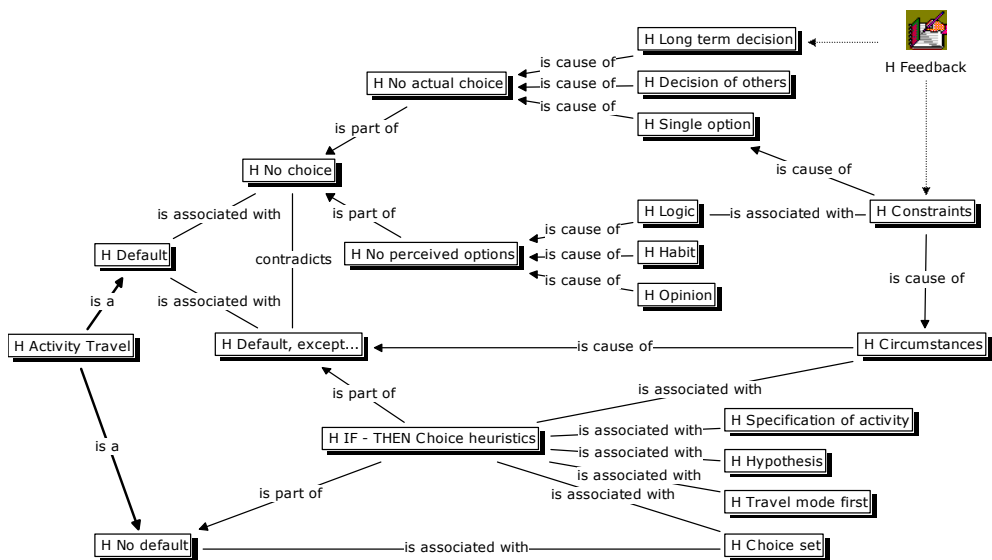 H Long term decision
is cause of
H Feedback
H No actual choice
is cause of
H Decision of others
is cause of
H Single option
is part of
is cause of
H No choice
is associated with
is part of
H Logic
is associated with
H Constraints
is cause of
H Default
contradicts
H No perceived options
is cause of
H Habit
is cause of
is cause of
H Opinion
is a
is associated with
H Activity Travel
H Default, except...
is cause of
H Circumstances
is part of
is associated with
H Specification of activity
is associated with
H IF - THEN Choice heuristics
is a
is associated with
H Hypothesis
is associated with
is part of
is associated with
H Travel mode first
H No default
is associated with
H Choice set